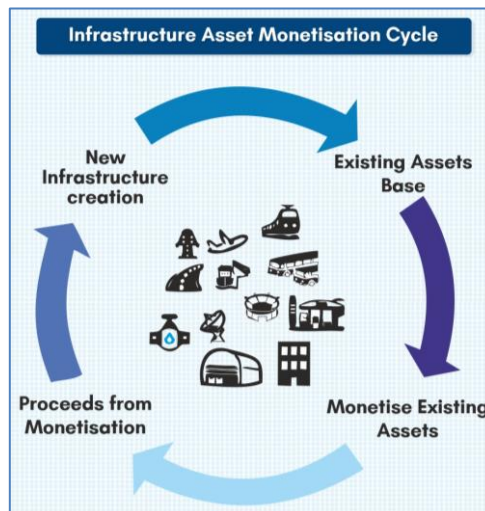 Infrastructure Asset Monetisation Cycle
New
Infrastructure
creation
Existing Assets
Base
Proceeds from
Monetisation
Monetise Existing
Assets